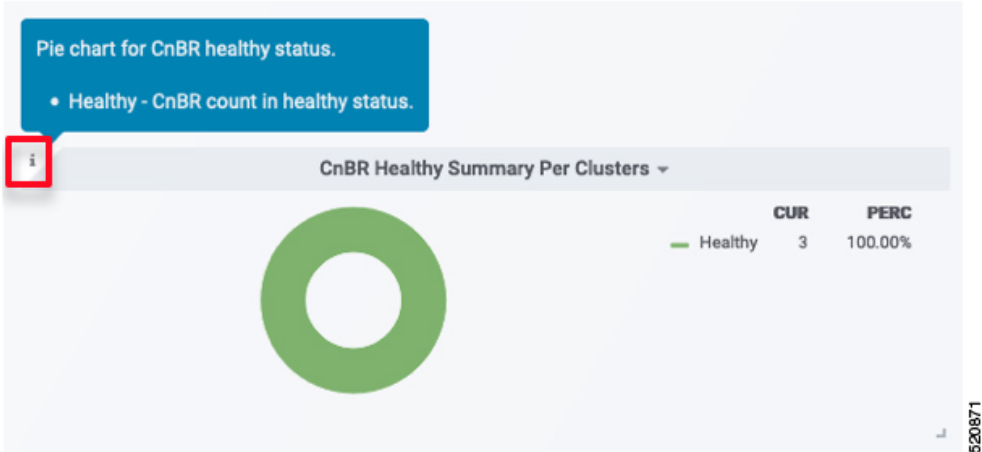 Pie chart for CnBR healthy status.
• Healthy - CnBR count in healthy status.
i
CnBR Healthy Summary Per Clusters
CUR PERC
Healthy 3 100.00%
520871